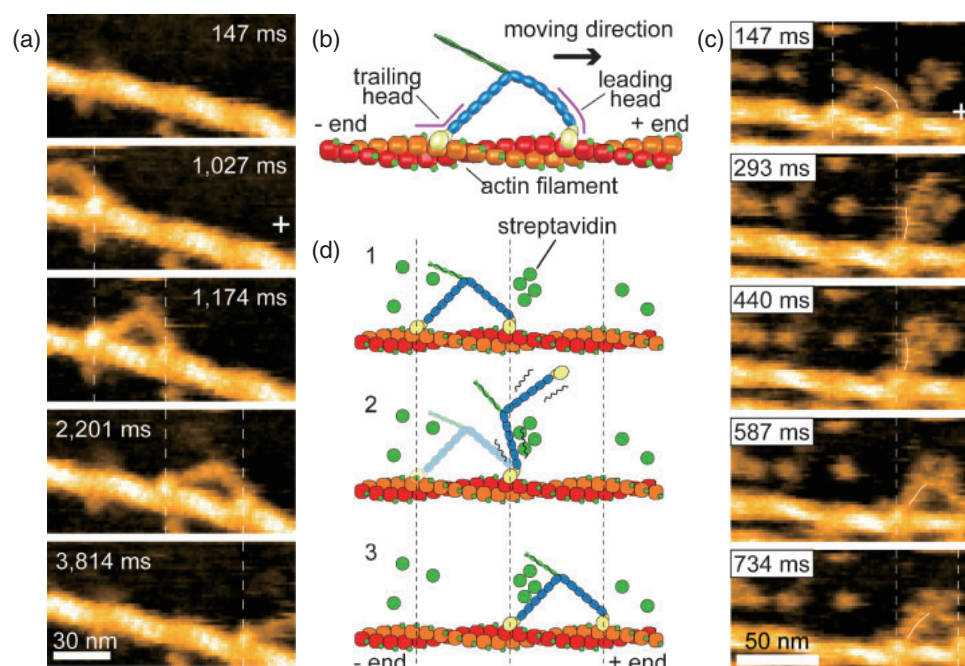 (a)
147 ms
1,027 ms
+
1,174 ms
2,201 ms
3,814 ms
30 nm
(b)
moving direction
trailing
head
leading
head
- end
+ end
actin filament
streptavidin
(d)
1
2
3
- end
+ end
(c)
147 ms
+
293 ms
440 ms
587 ms
734 ms
50 nm